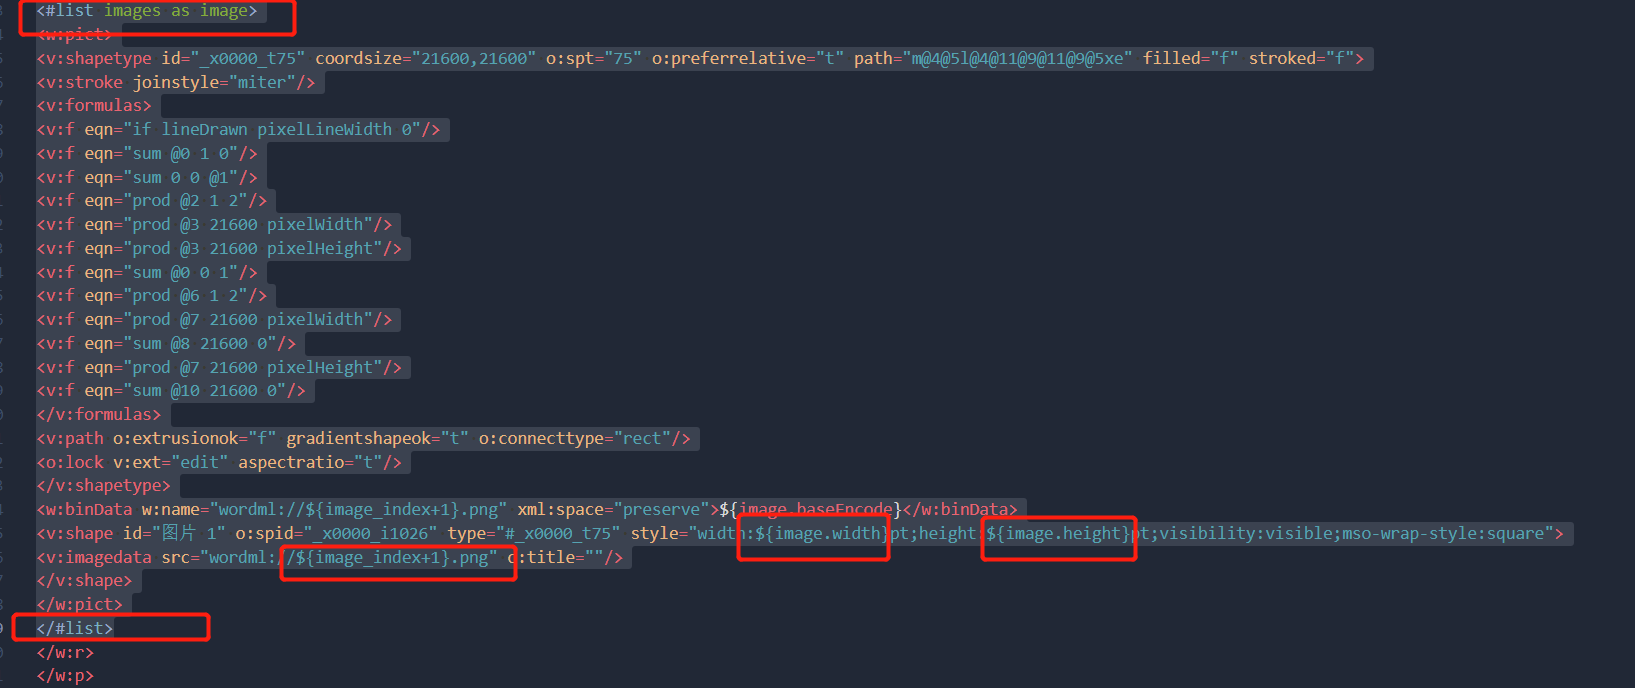 <#list images as image>
<w:pict>
<v:shapetype id="_x0000_t75" coordsize="21600,21600" o:spt="75" o:preferrelative="t" path="m@4@5l@4@11@9@11@9@5xe" filled="f" stroked="f">
<v:stroke joinstyle="miter"/>
<v:formulas>
<v:f eqn="if lineDrawn pixelLineWidth 0"/>
<v:f eqn="sum @0 1 0"/>
<v:f eqn="sum 0 0 @1"/>
<v:f eqn="prod @2 1 2"/>
<v:f eqn="prod @3 21600 pixelWidth"/>
<v:f eqn="prod @3 21600 pixelHeight"/>
<v:f eqn="sum @0 0 1"/>
<v:f eqn="prod @6 1 2"/>
<v:f eqn="prod @7 21600 pixelWidth"/>
<v:f eqn="sum @8 21600 0"/>
<v:f eqn="prod @7 21600 pixelHeight"/>
<v:f eqn="sum @10 21600 0"/>
</v:formulas>
<v:path o:extrusionok="f" gradientshapeok="t" o:connecttype="rect"/>
<o:lock v:ext="edit" aspectratio="t"/>
</v:shapetype>
<w:binData w:name="wordml://${image_index+1}.png" xml:space="preserve">${image.baseEncode}</w:binData>
<v:shape id="图片 1" o:spid="_x0000_i1026" type="#_x0000_t75" style="width:${image.width}pt;height:${image.height}pt;visibility:visible;mso-wrap-style:square">
<v:imagedata src="wordml://${image_index+1}.png" o:title=""/>
</v:shape>
</w:pict>
</#list>
</w:r>
</w:p>